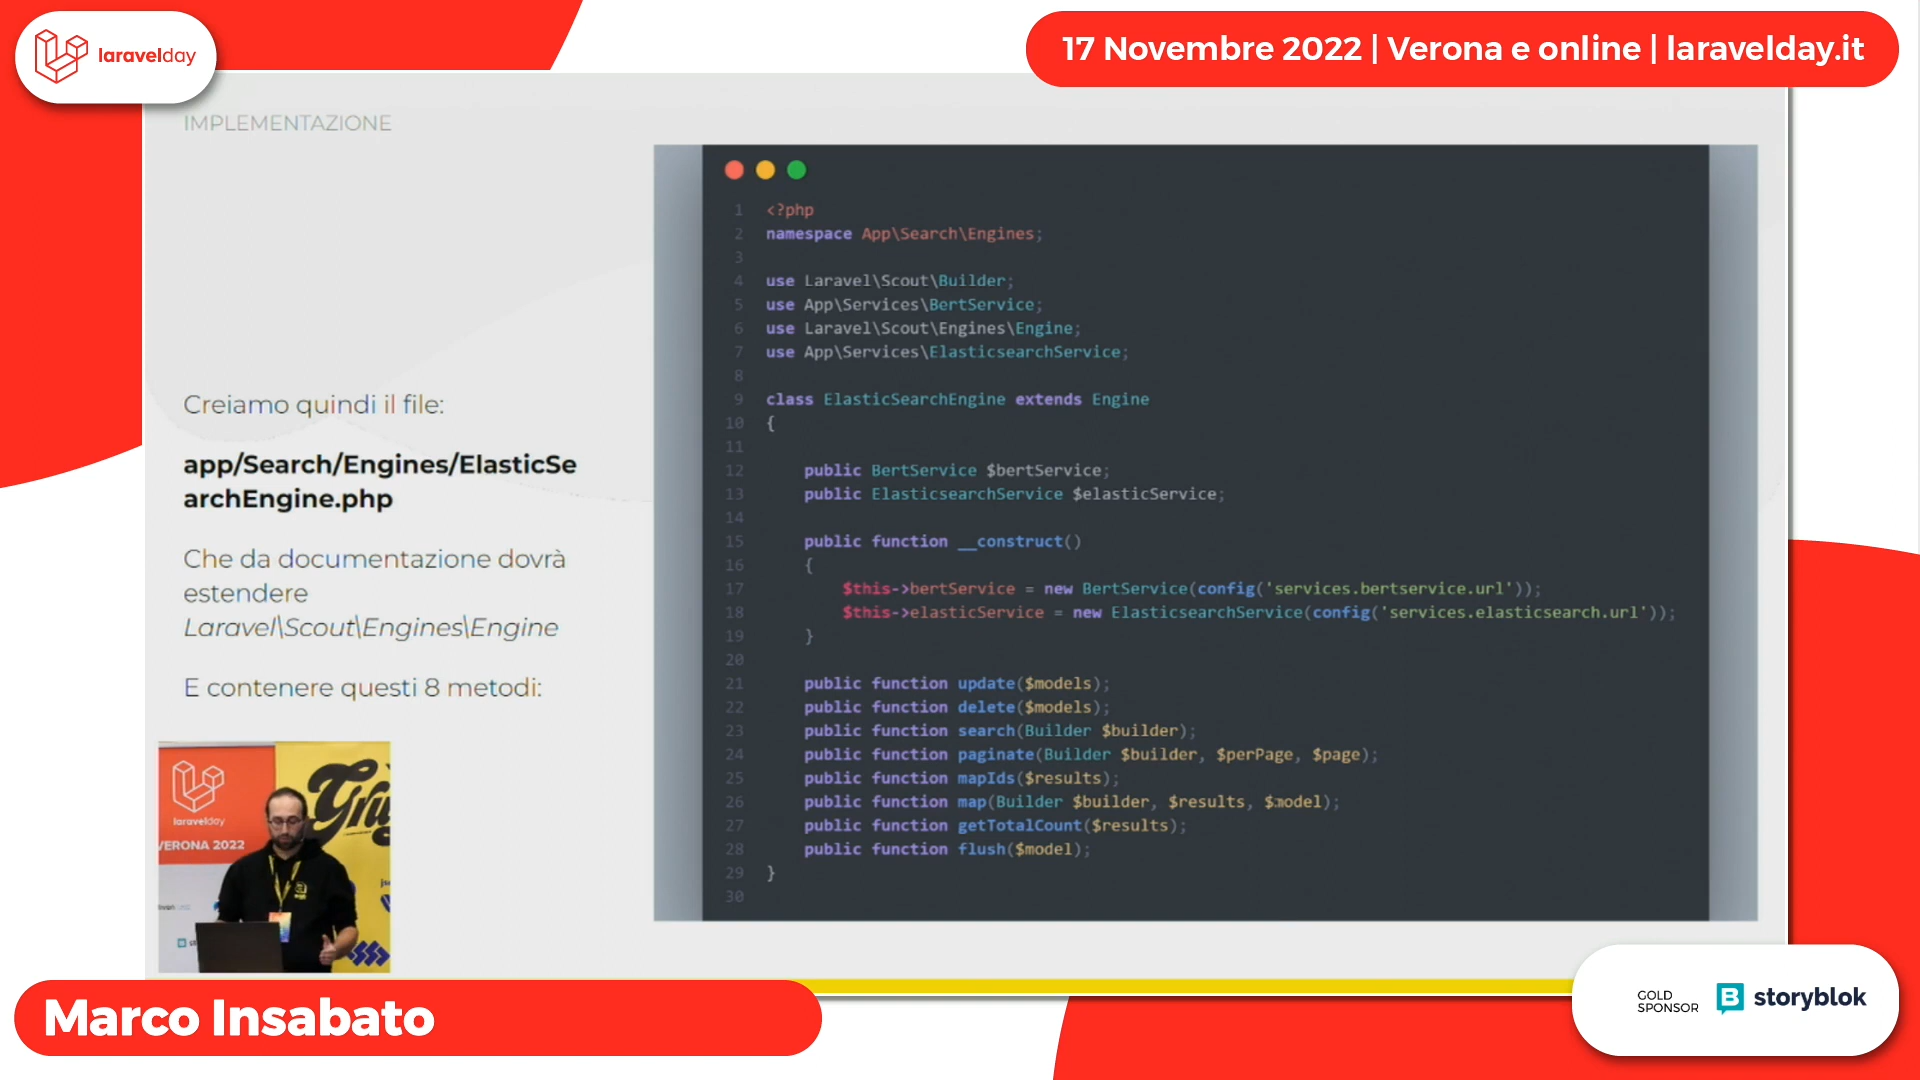 laravelday
17 Novembre 2022 | Verona e online | laravelday.it
IMPLEMENTAZIONE
Creiamo quindi il file:
app/Search/Engines/ElasticSe
archEngine.php
Che da documentazione dovrà
estendere
Laravel\Scout\Engines\Engine
E contenere questi 8 metodi:
1 <?php
2 namespace App\Search\Engines;
3
4 use Laravel\Scout\Builder;
5 use App\Services\BertService;
6 use Laravel\Scout\Engines\Engine;
7 use App\Services\ElasticsearchService;
8
9 class ElasticSearchEngine extends Engine
10 {
11
12 public BertService $bertService;
13 public ElasticsearchService $elasticService;
14
15 public function __construct()
16 {
17 $this->bertService = new BertService(config('services.bertservice.url'));
18 $this->elasticService = new ElasticsearchService(config('services.elasticsearch.url'));
19 }
20
21 public function update($models);
22 public function delete($models);
23 public function search(Builder $builder);
24 public function paginate(Builder $builder, $perPage, $page);
25 public function mapIds($results);
26 public function map(Builder $builder, $results, $model);
27 public function getTotalCount($results);
28 public function flush($model);
29 }
30
laravelday
VERONA 2022
Marco Insabato
GOLD
SPONSOR
storyblok